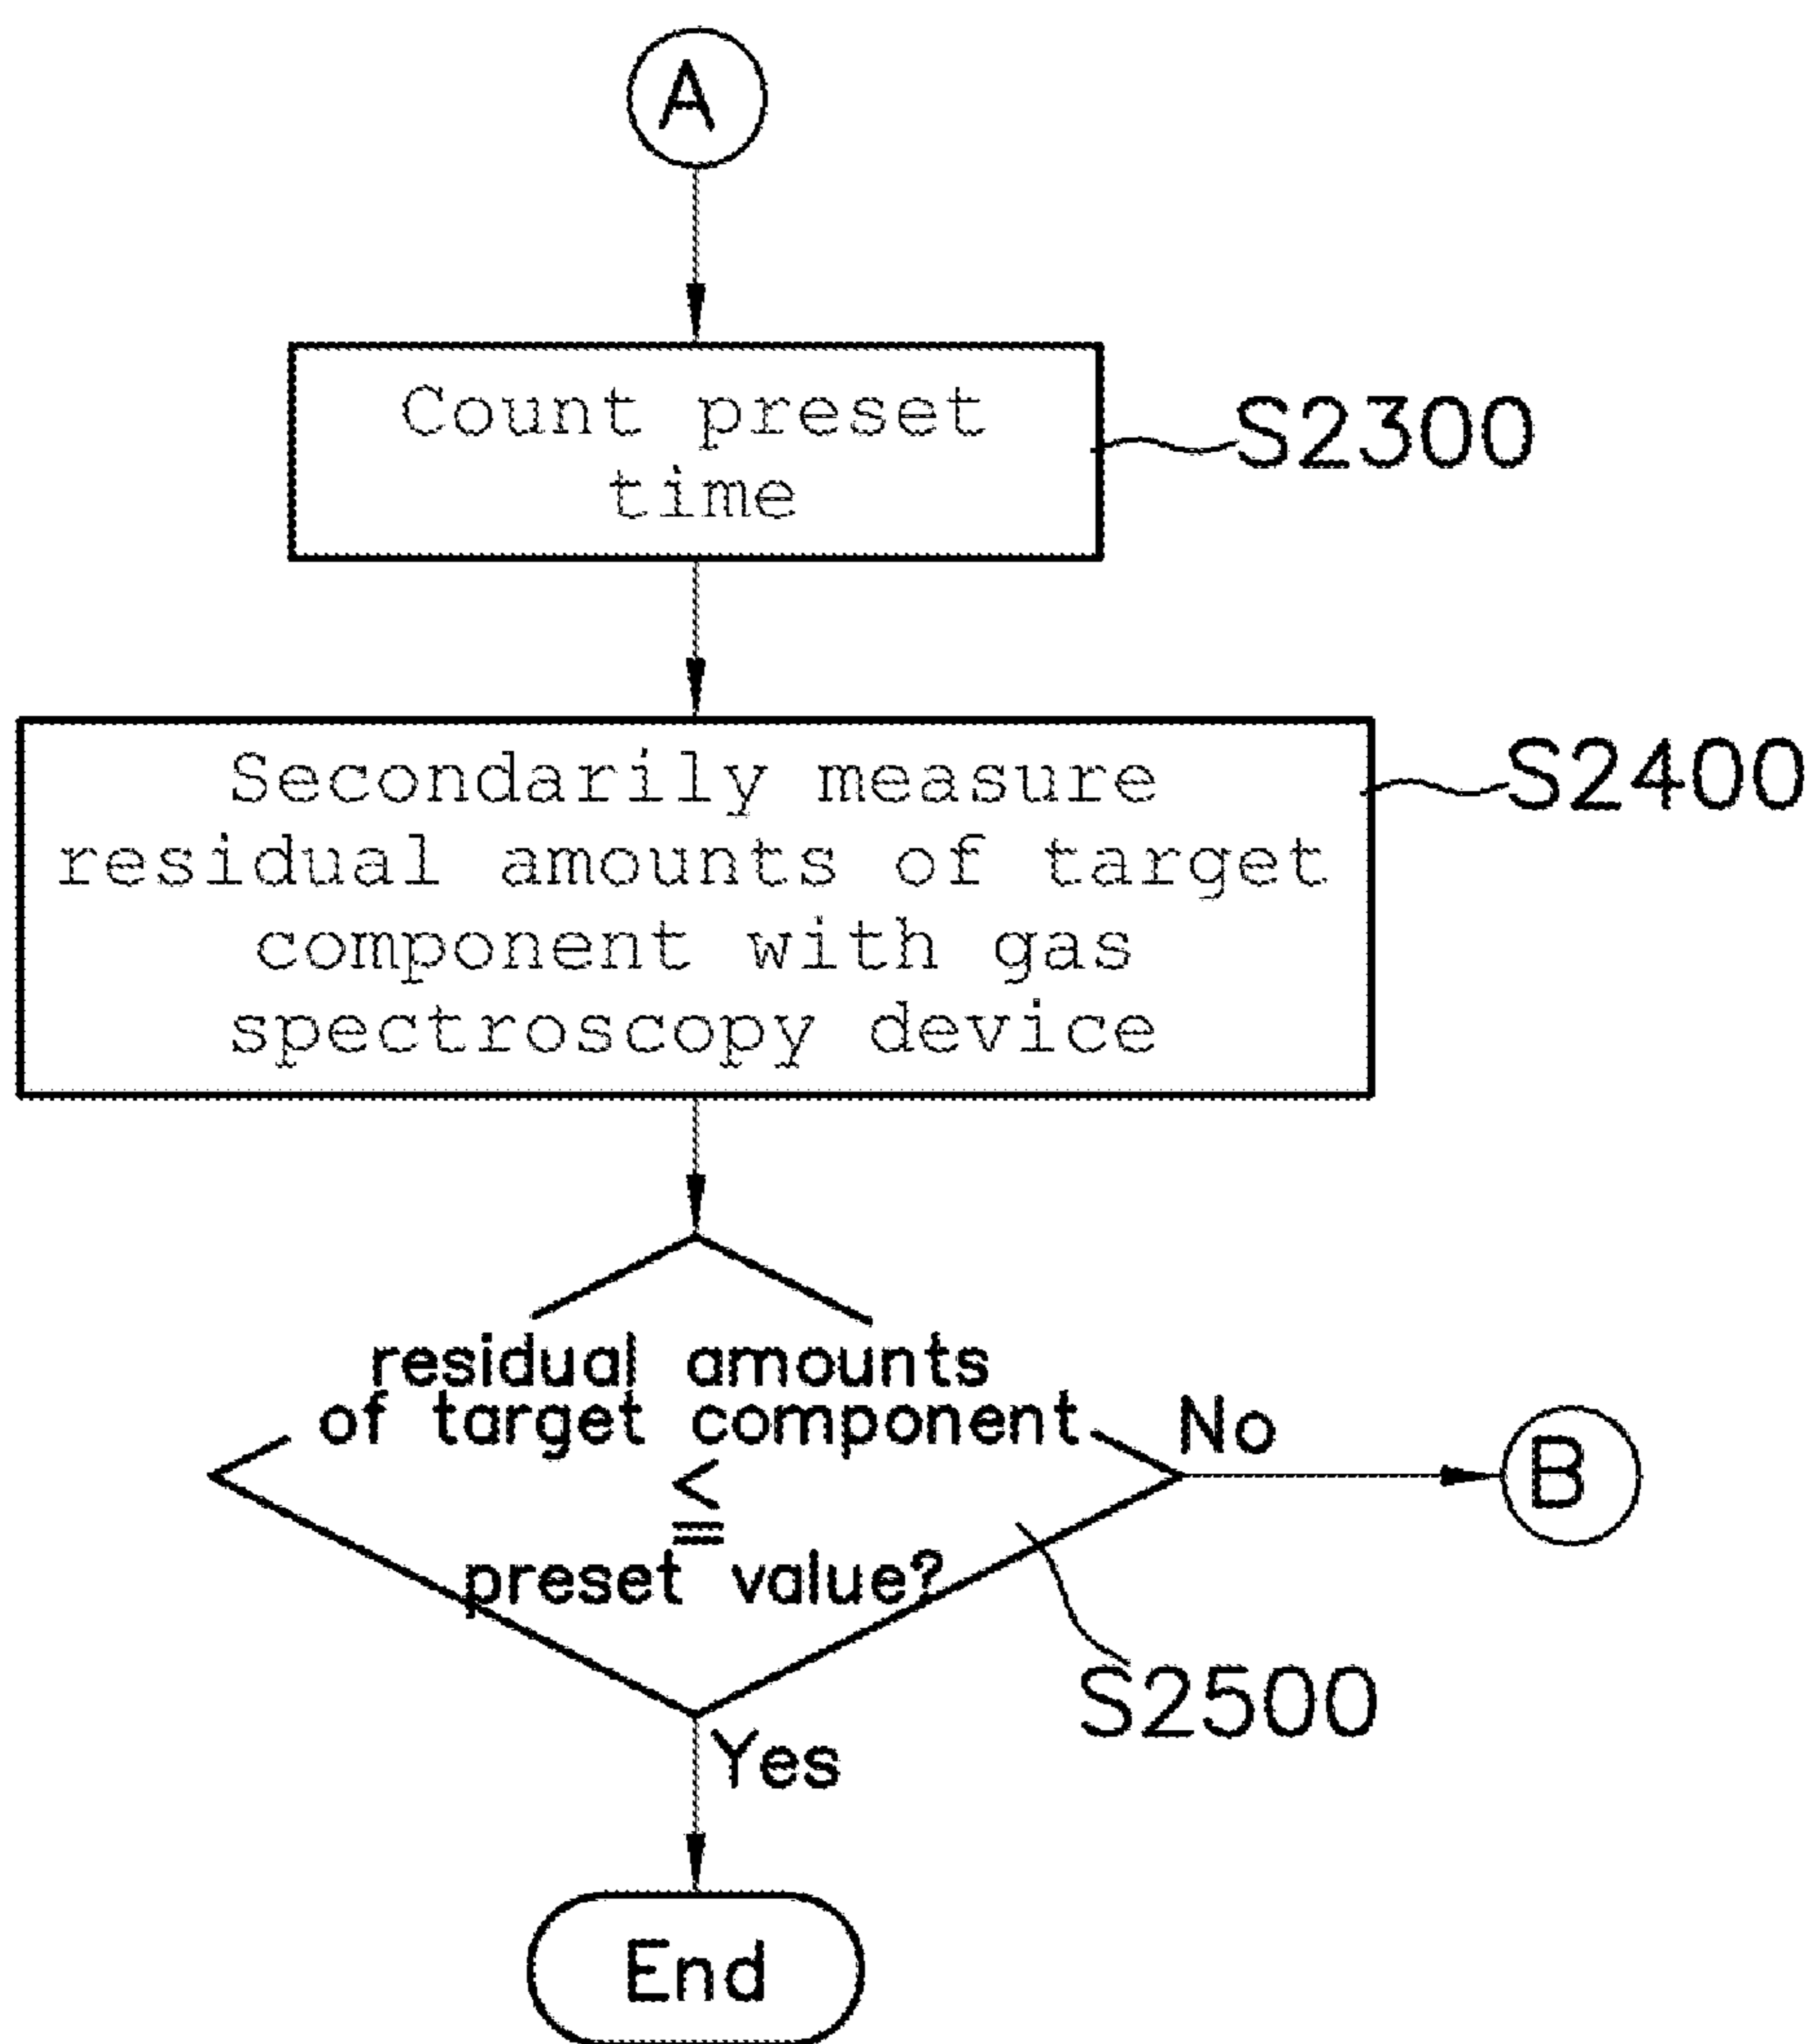 A
Count preset
time
S2300
Secondarily measure
residual amounts of target
component with gas
spectroscopy device
S2400
residual amounts
of target component
≦
preset value?
No
B
S2500
Yes
End